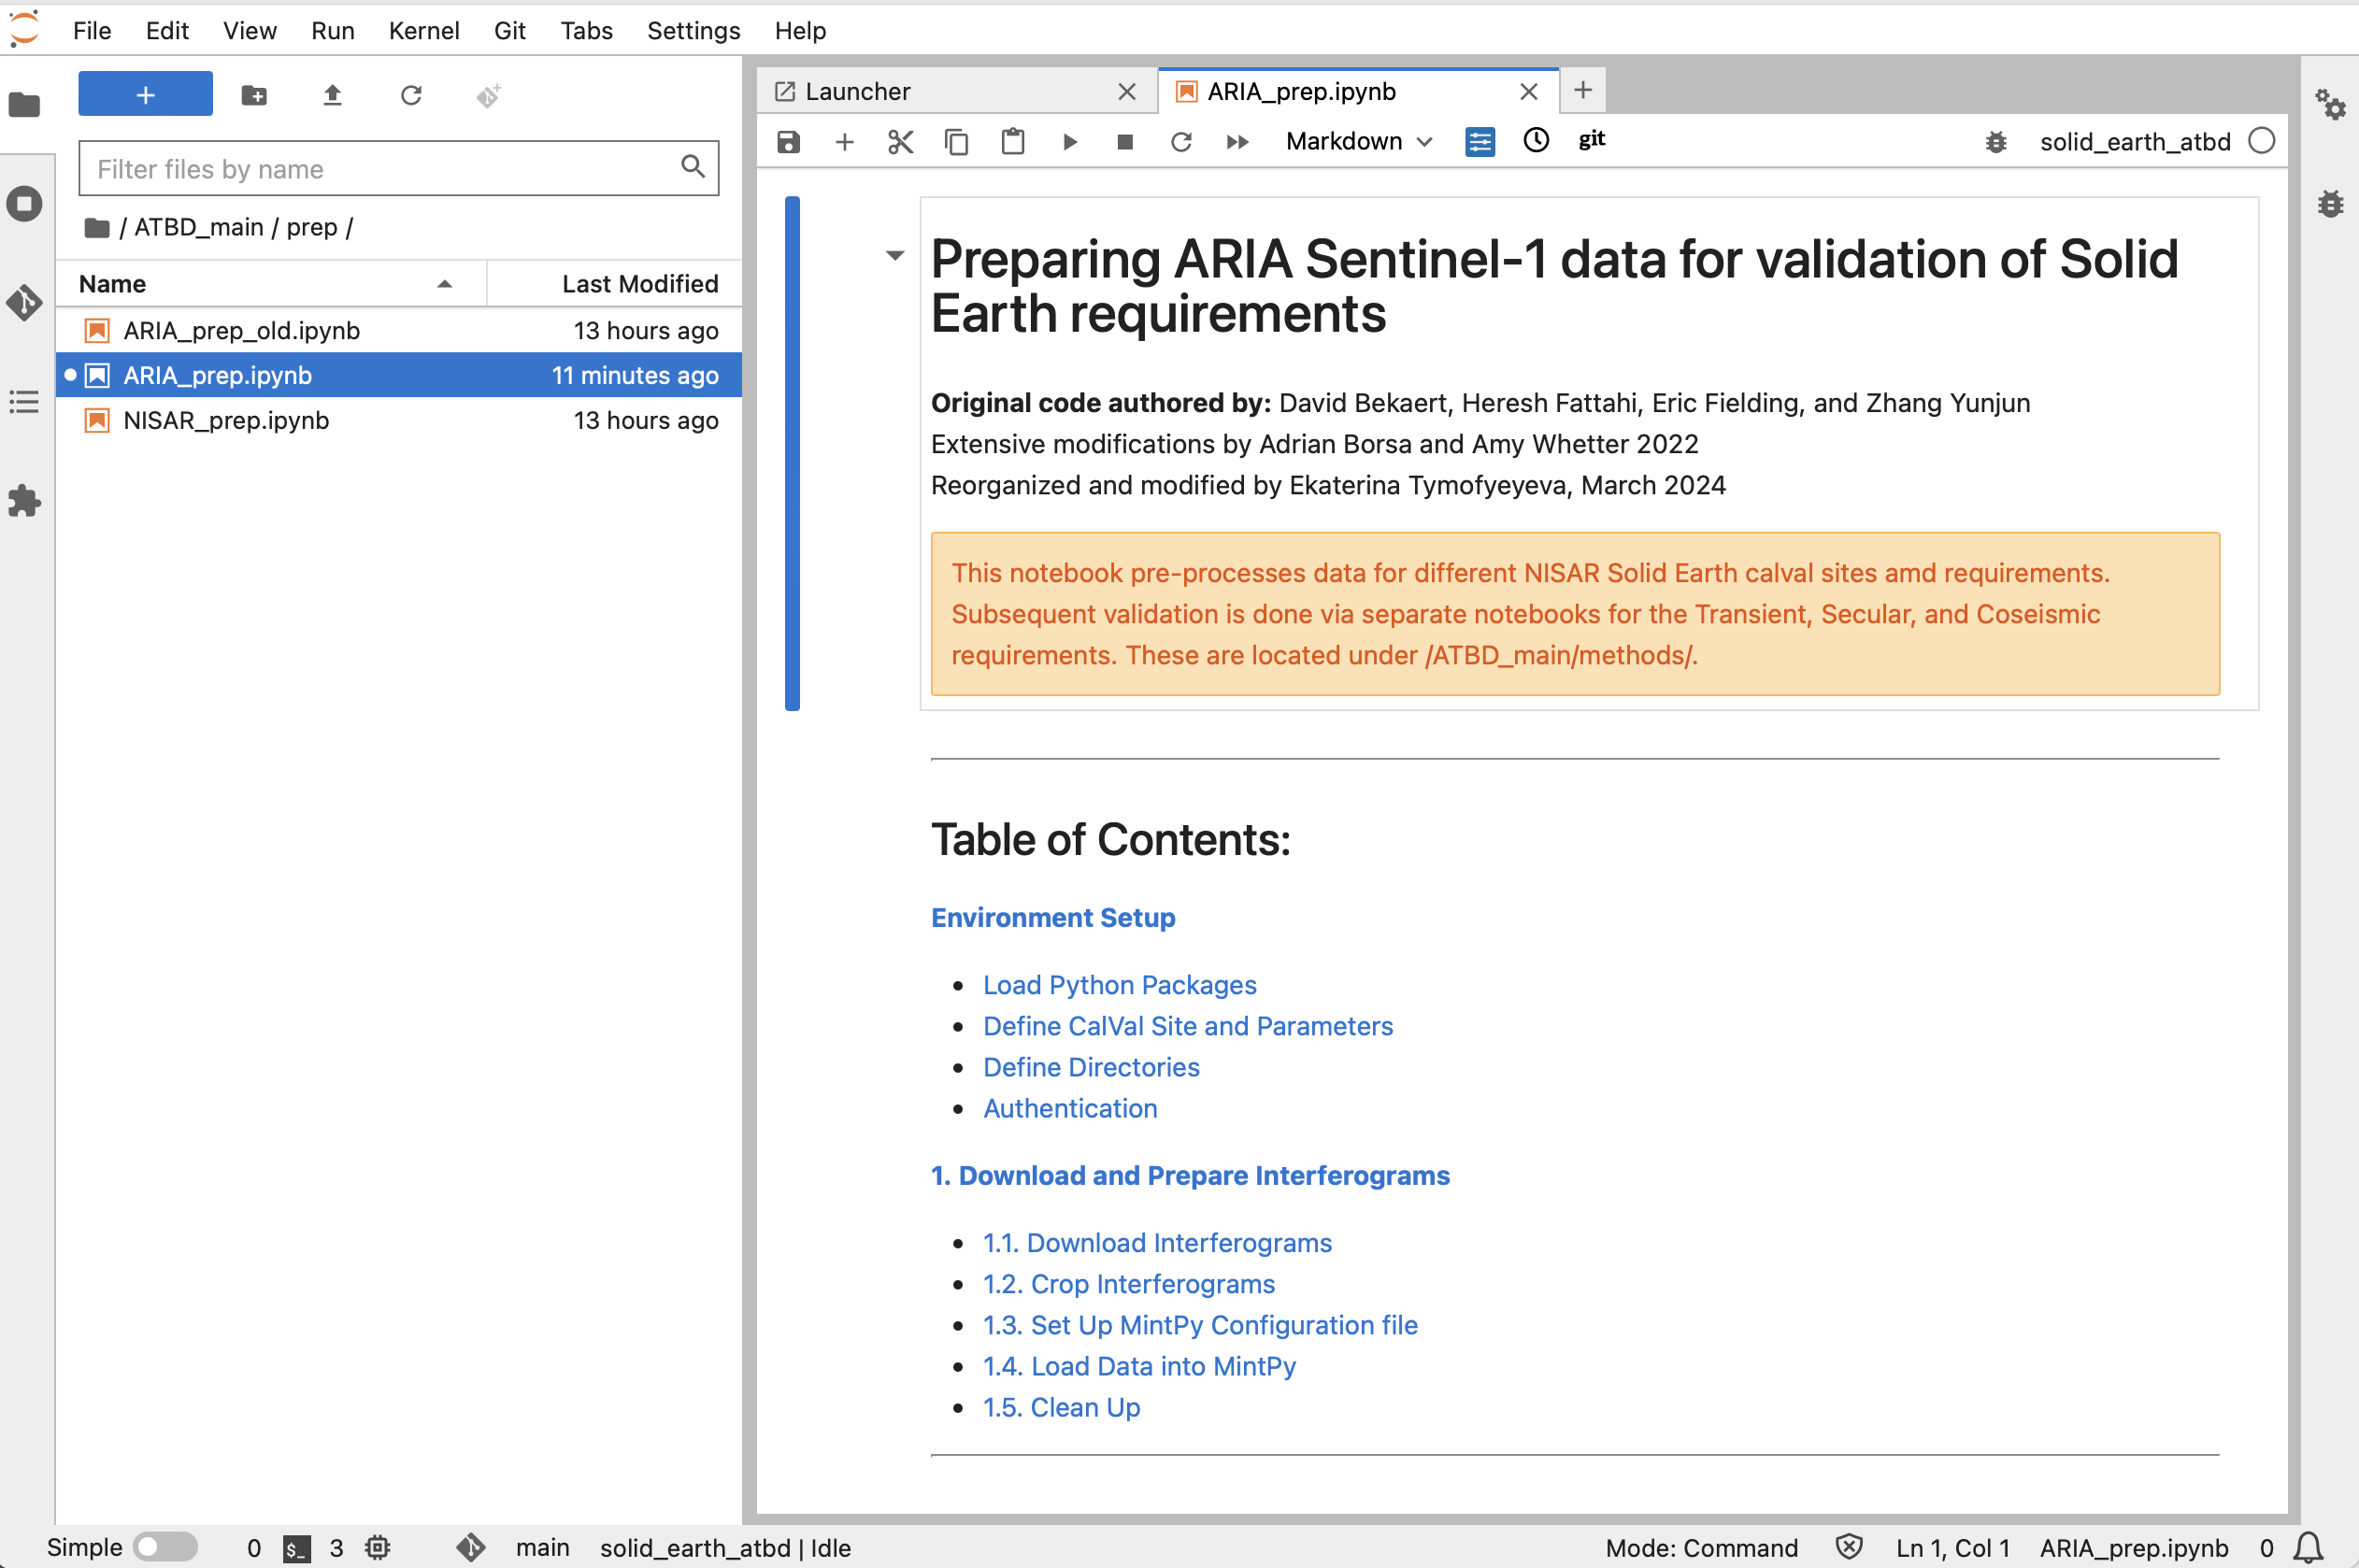 File Edit View Run Kernel Git Tabs Settings Help
+
Filter files by name
/ ATBD_main / prep /
Name Last Modified
ARIA_prep_old.ipynb 13 hours ago
ARIA_prep.ipynb 11 minutes ago
NISAR_prep.ipynb 13 hours ago
Launcher
ARIA_prep.ipynb
Markdown
git
solid_earth_atbd
Preparing ARIA Sentinel-1 data for validation of Solid
Earth requirements
Original code authored by: David Bekaert, Heresh Fattahi, Eric Fielding, and Zhang Yunjun
Extensive modifications by Adrian Borsa and Amy Whetter 2022
Reorganized and modified by Ekaterina Tymofyeyeva, March 2024
This notebook pre-processes data for different NISAR Solid Earth calval sites amd requirements.
Subsequent validation is done via separate notebooks for the Transient, Secular, and Coseismic
requirements. These are located under /ATBD_main/methods/.
Table of Contents:
Environment Setup
• Load Python Packages
• Define CalVal Site and Parameters
• Define Directories
• Authentication
1. Download and Prepare Interferograms
• 1.1. Download Interferograms
• 1.2. Crop Interferograms
• 1.3. Set Up MintPy Configuration file
• 1.4. Load Data into MintPy
• 1.5. Clean Up
Simple 0 $_ 3 main solid_earth_atbd | Idle Mode: Command Ln 1, Col 1 ARIA_prep.ipynb 0